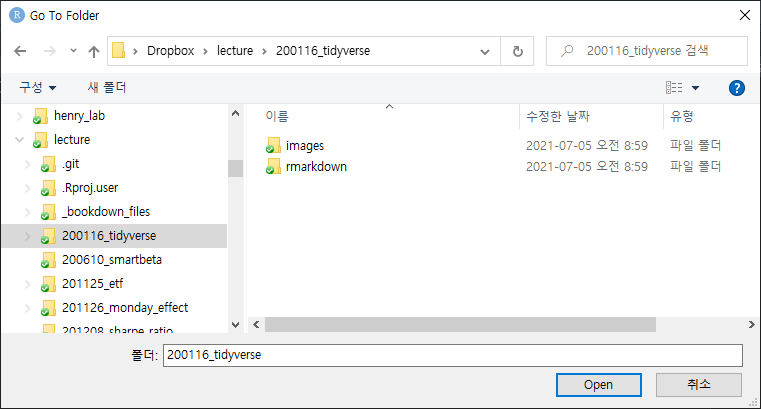 R Go To Folder
Dropbox > lecture > 200116_tidyverse
200116_tidyverse 검색
구성
새 폴더
henry_lab
lecture
.git
.Rproj.user
_bookdown_files
200116_tidyverse
200610_smartbeta
201125_etf
201126_monday_effect
201208_sharpe_ratio
이름 수정한 날짜 유형
images 2021-07-05 오전 8:59 파일 폴더
rmarkdown 2021-07-05 오전 8:59 파일 폴더
폴더: 200116_tidyverse
Open 취소